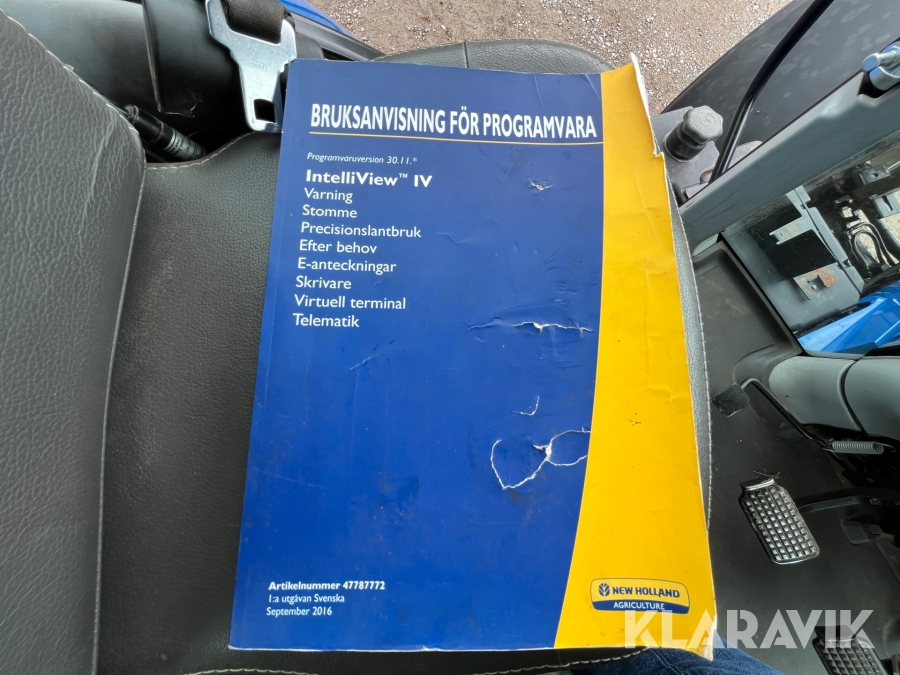 BRUKSANVISNING FÖR PROGRAMVARA
Programvaruversion 30.11.*
IntelliView™ IV
Varning
Stomme
Precisionslantbruk
Efter behov
E-anteckningar
Skrivare
Virtuell terminal
Telematik
Artikelnummer 47787772
1:a utgåvan Svenska
September 2016
NEW HOLLAND
AGRICULTURE
KLARAVIK